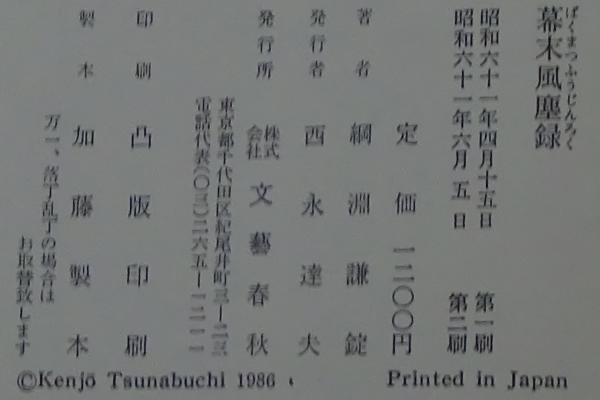 ばくまつふうじんろく
幕末風塵録
昭和六十一年四月十五日 第一刷
昭和六十一年六月五日 第二刷
定価 一二〇〇円
著者 綱淵謙錠
発行者 西永達夫
発行所 株式会社 文藝春秋
東京都千代田区紀尾井町三―二三
電話代表(〇三)二六五―一二一一
印刷 凸版印刷
製本 加藤製本
万一、落丁乱丁の場合は
お取替致します
©Kenjō Tsunabuchi 1986
Printed in Japan